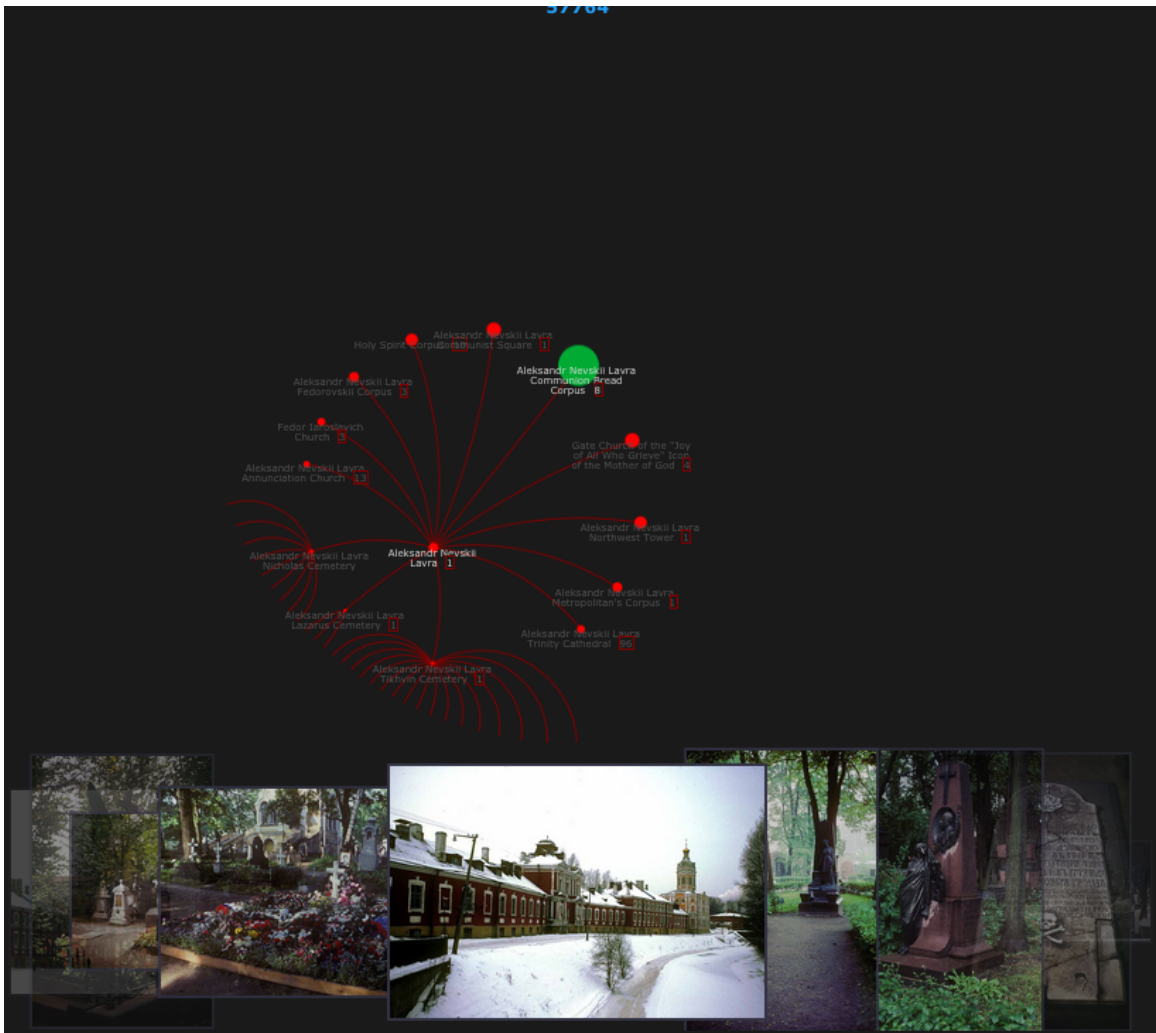 57764
Aleksandr Nevskii Lavra
Communist Square 1
Holy Spirit Corpus
Aleksandr Nevskii Lavra
Communion Bread
Corpus 8
Aleksandr Nevskii Lavra
Fedorovskii Corpus 3
Fedor Iaroslavich
Church 3
Gate Church of the "Joy
of All Who Grieve" Icon
of the Mother of God 4
Aleksandr Nevskii Lavra
Annunciation Church 13
Aleksandr Nevskii Lavra
Northwest Tower 1
Aleksandr Nevskii Lavra
Nicholas Cemetery
Aleksandr Nevskii
Lavra 1
Aleksandr Nevskii Lavra
Metropolitan's Corpus 1
Aleksandr Nevskii Lavra
Lazarus Cemetery 1
Aleksandr Nevskii Lavra
Trinity Cathedral 96
Aleksandr Nevskii Lavra
Tikhvin Cemetery 1